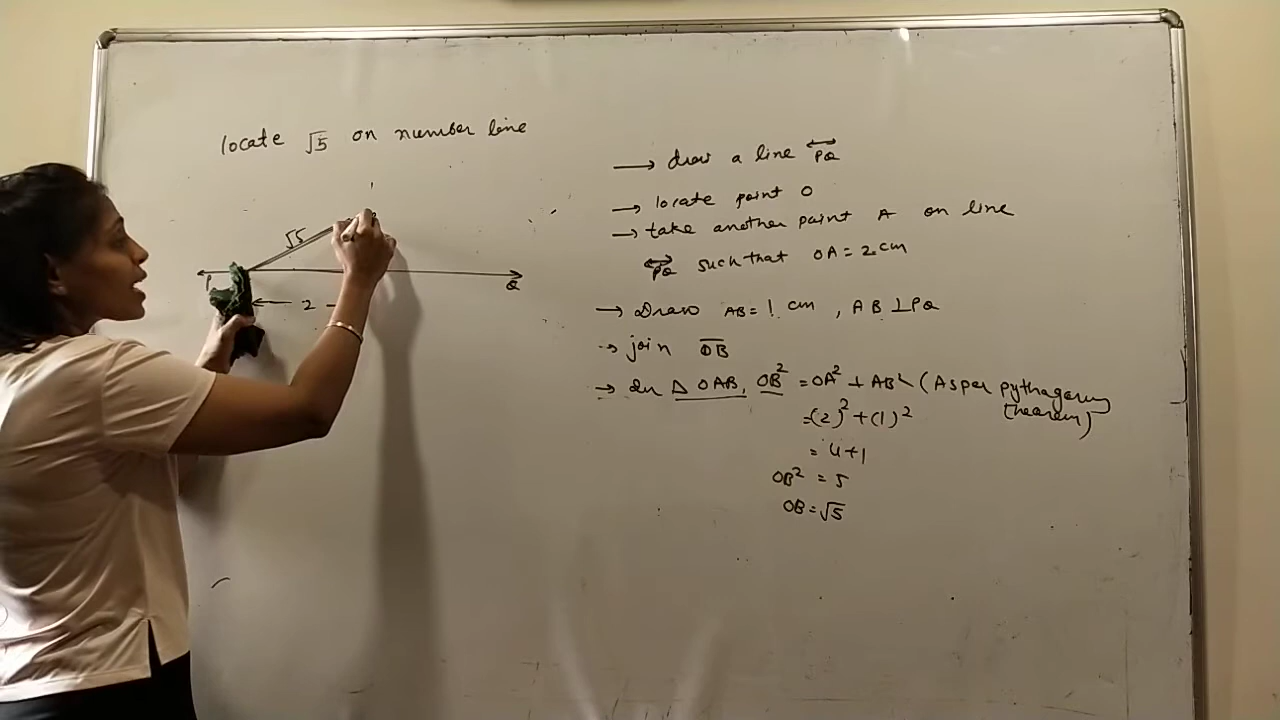 locate √5 on number line
√5
P
Q
← 2 -
→ draw a line PQ
→ locate point O
→ take another point A on line
PQ such that OA = 2 cm
→ Draw AB = 1 cm , AB ⊥ PQ
→ join OB
→ In Δ OAB, OB² = OA² + AB² (As per pythagorus
theorem)
= (2)² + (1)²
= 4+1
OB² = 5
OB = √5